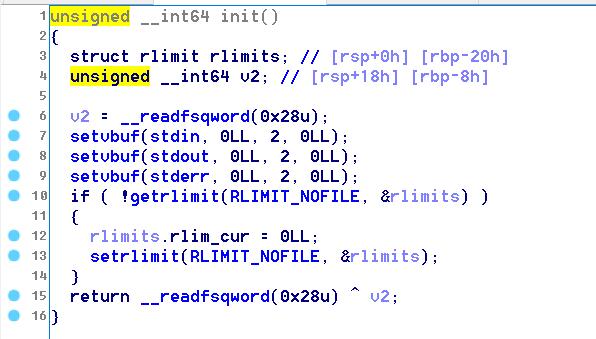 1 unsigned __int64 init()
2 {
3 struct rlimit rlimits; // [rsp+0h] [rbp-20h]
4 unsigned __int64 v2; // [rsp+18h] [rbp-8h]
5
6 v2 = __readfsqword(0x28u);
7 setvbuf(stdin, 0LL, 2, 0LL);
8 setvbuf(stdout, 0LL, 2, 0LL);
9 setvbuf(stderr, 0LL, 2, 0LL);
10 if ( !getrlimit(RLIMIT_NOFILE, &rlimits) )
11 {
12 rlimits.rlim_cur = 0LL;
13 setrlimit(RLIMIT_NOFILE, &rlimits);
14 }
15 return __readfsqword(0x28u) ^ v2;
16 }